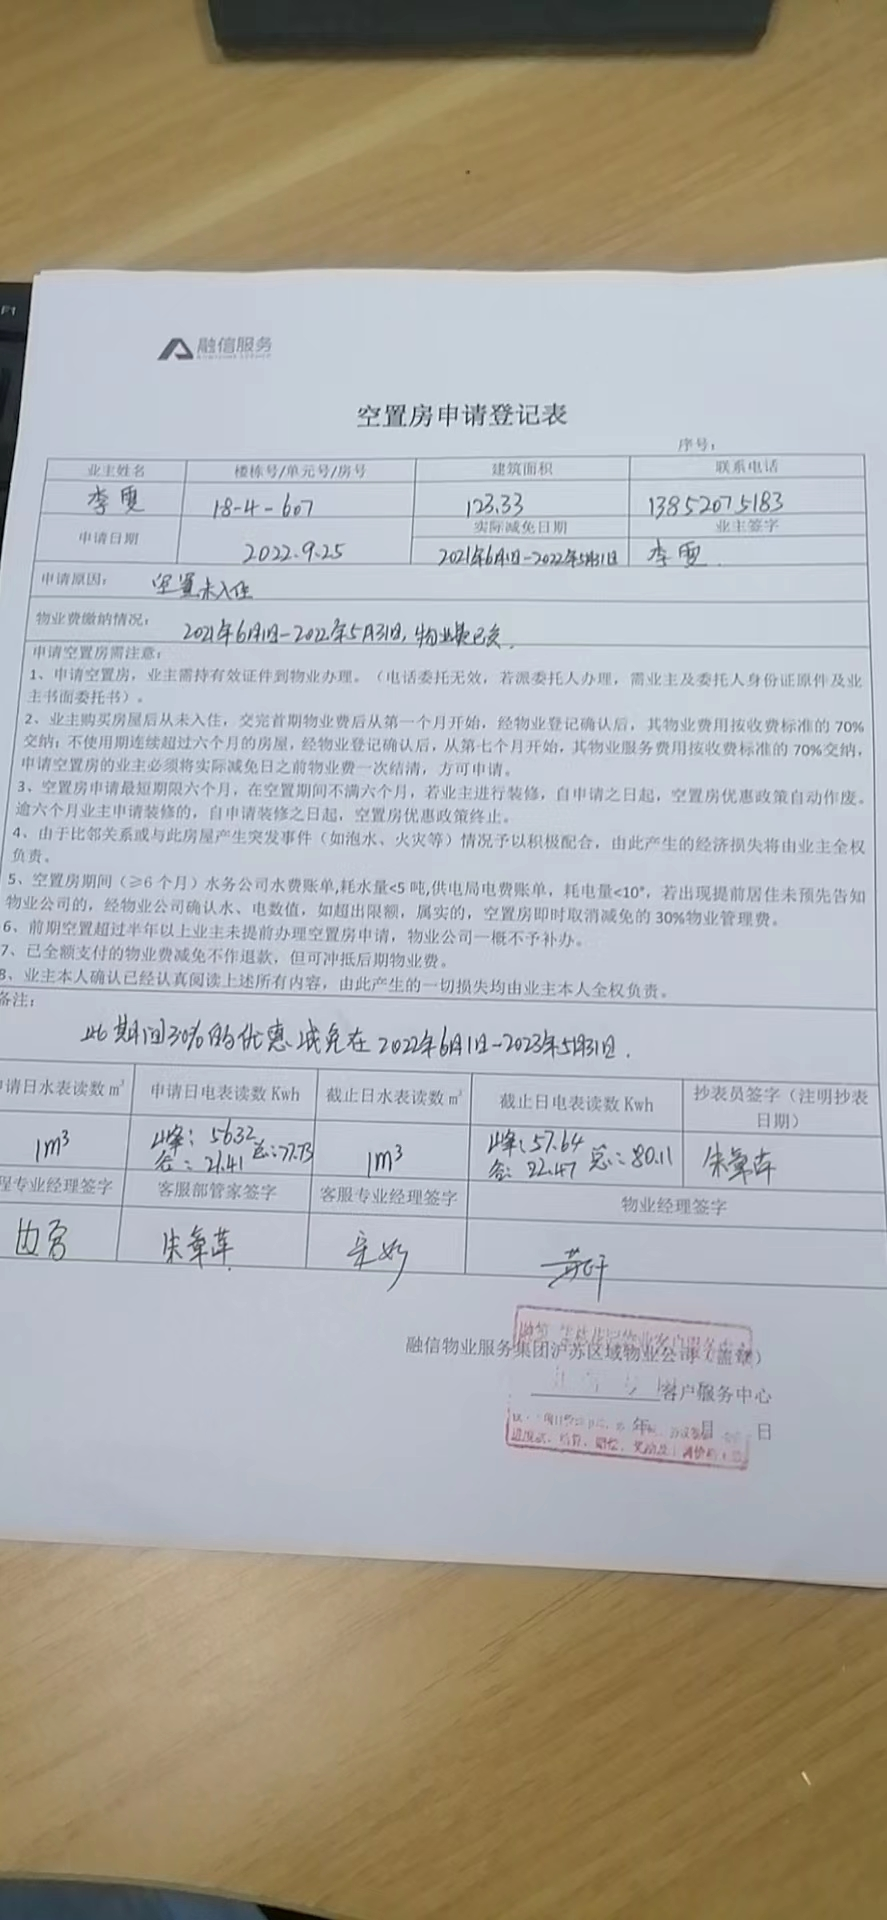 F1
融信服务
空置房申请登记表
序号:
业主姓名 楼栋号/单元号/房号 建筑面积 联系电话
李雯 18-4-607 123.33 13852075183
申请日期 2022.9.25 实际减免日期 业主签字
2021年6月1日-2022年5月31日 李雯
申请原因: 空置未入住
物业费缴纳情况: 2021年6月1日-2022年5月31日,物业费已交.
申请空置房需注意:
1、申请空置房,业主需持有效证件到物业办理。(电话委托无效,若派委托人办理,需业主及委托人身份证原件及业
主书面委托书)。
2、业主购买房屋后从未入住,交完首期物业费后从第一个月开始,经物业登记确认后,其物业费用按收费标准的 70%
交纳;不使用期连续超过六个月的房屋,经物业登记确认后,从第七个月开始,其物业服务费用按收费标准的 70%交纳,
申请空置房的业主必须将实际减免日之前物业费一次结清,方可申请。
3、空置房申请最短期限六个月,在空置期间不满六个月,若业主进行装修,自申请之日起,空置房优惠政策自动作废。
逾六个月业主申请装修的,自申请装修之日起,空置房优惠政策终止。
4、由于比邻关系或与此房屋产生突发事件(如泡水、火灾等)情况予以积极配合,由此产生的经济损失将由业主全权
负责。
5、空置房期间(≥6 个月)水务公司水费账单,耗水量<5 吨,供电局电费账单,耗电量<10°,若出现提前居住未预先告知
物业公司的,经物业公司确认水、电数值,如超出限额,属实的,空置房即时取消减免的 30%物业管理费。
6、前期空置超过半年以上业主未提前办理空置房申请,物业公司一概不予补办。
7、已全额支付的物业费减免不作退款,但可冲抵后期物业费。
8、业主本人确认已经认真阅读上述所有内容,由此产生的一切损失均由业主本人全权负责。
备注:
此期间30%的优惠减免在2022年6月1日-2023年5月31日.
申请日水表读数 m³ 申请日电表读数 Kwh 截止日水表读数 m³ 截止日电表读数 Kwh 抄表员签字(注明抄表
日期)
1m³ 峰:56.32 谷:21.41 总:77.73 1m³ 峰:57.64 谷:22.47 总:80.11
程专业经理签字 客服部管家签字 客服专业经理签字 物业经理签字
融信物业服务集团沪苏区域物业公司(盖章)
客户服务中心
年 月 日